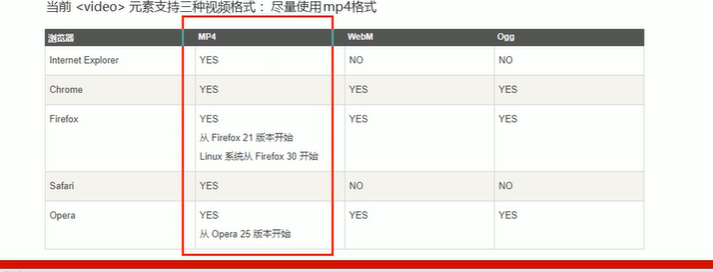 当前 <video> 元素支持三种视频格式： 尽量使用mp4格式
浏览器 MP4 WebM Ogg
Internet Explorer YES NO NO
Chrome YES YES YES
Firefox YES YES YES
从 Firefox 21 版本开始
Linux 系统从 Firefox 30 开始
Safari YES NO NO
Opera YES YES YES
从 Opera 25 版本开始